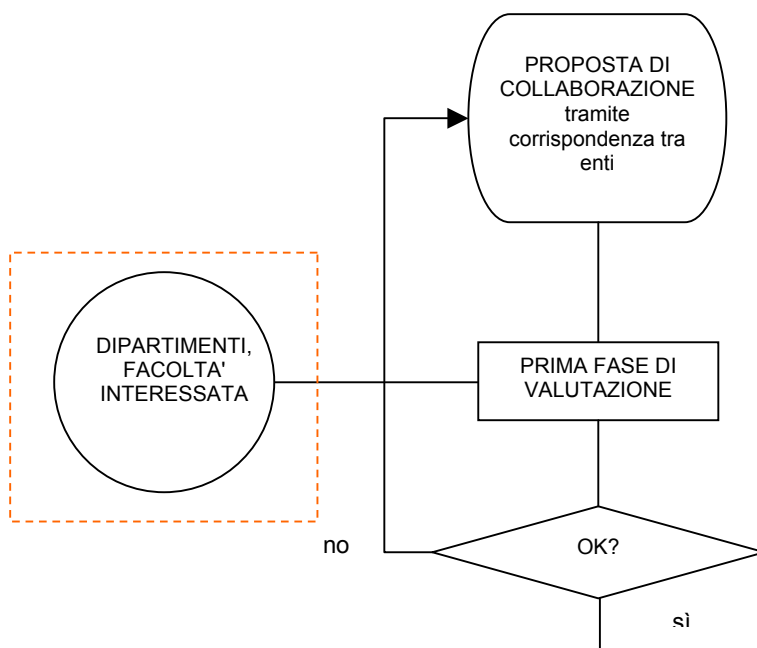 PROPOSTA DI
COLLABORAZIONE
tramite
corrispondenza tra
enti
DIPARTIMENTI,
FACOLTA'
INTERESSATA
PRIMA FASE DI
VALUTAZIONE
no
OK?
sì